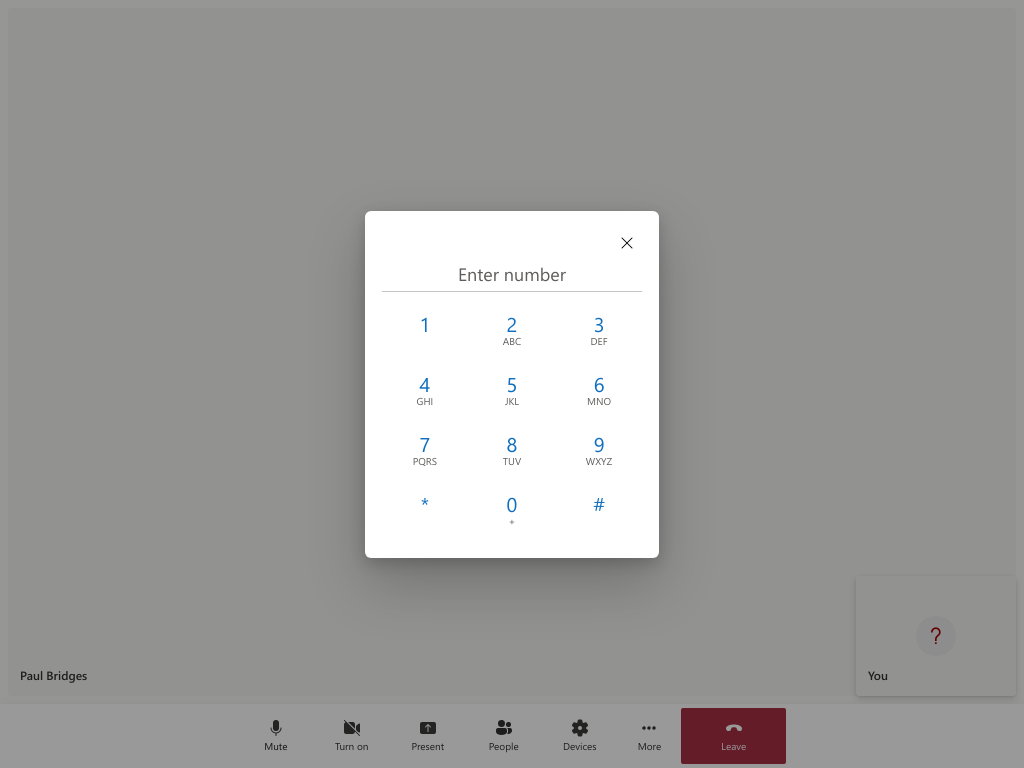 Enter number
1 2 3
ABC DEF
4 5 6
GHI JKL MNO
7 8 9
PQRS TUV WXYZ
* 0 #
+
?
Paul Bridges You
Mute Turn on Present People Devices More Leave